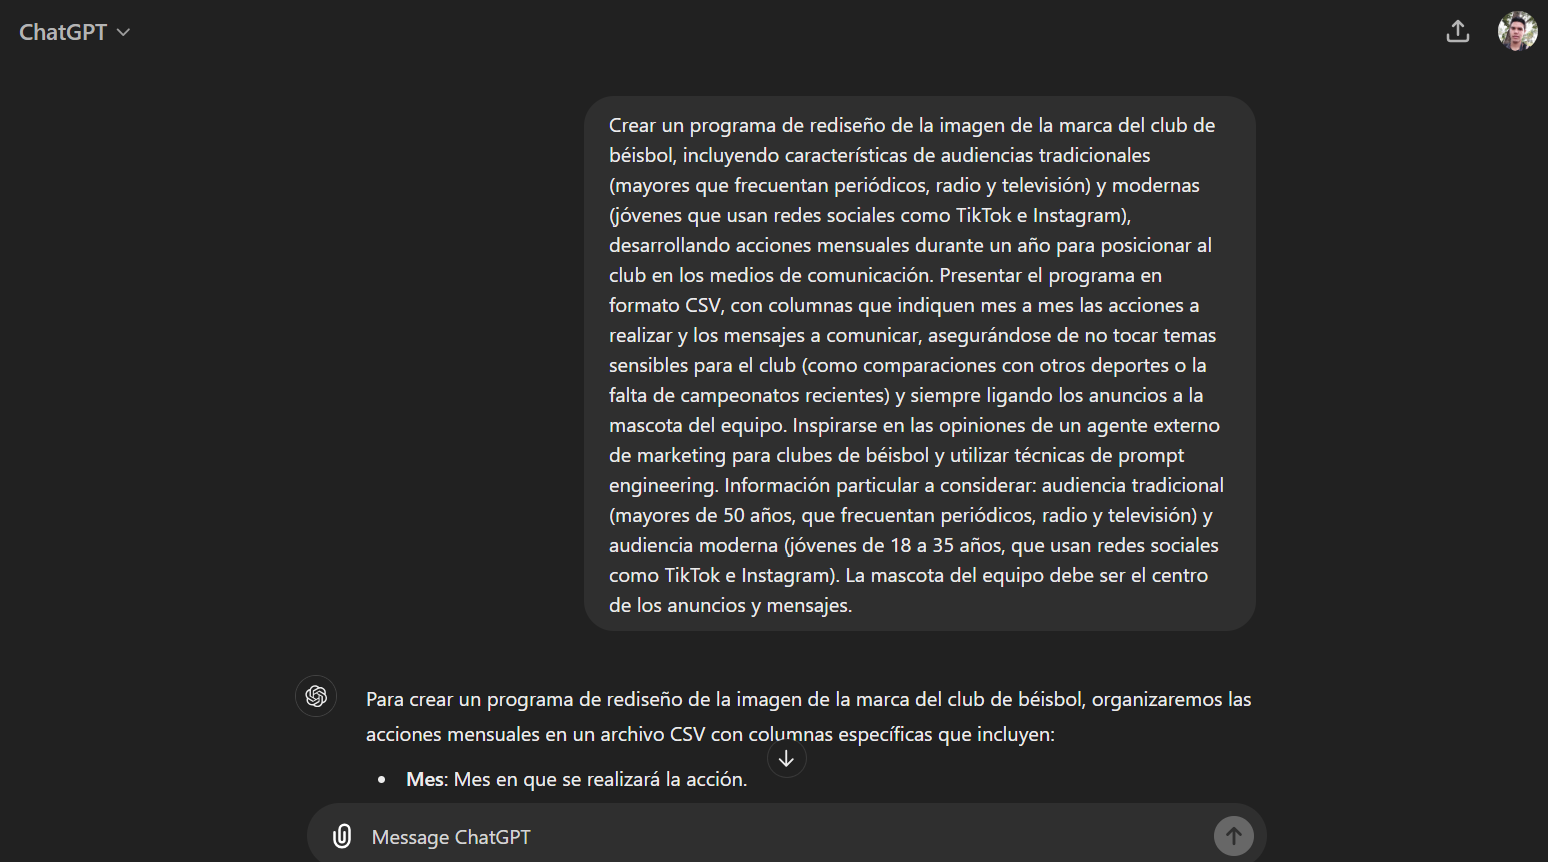 ChatGPT
Crear un programa de rediseño de la imagen de la marca del club de
béisbol, incluyendo características de audiencias tradicionales
(mayores que frecuentan periódicos, radio y televisión) y modernas
(jóvenes que usan redes sociales como TikTok e Instagram),
desarrollando acciones mensuales durante un año para posicionar al
club en los medios de comunicación. Presentar el programa en
formato CSV, con columnas que indiquen mes a mes las acciones a
realizar y los mensajes a comunicar, asegurándose de no tocar temas
sensibles para el club (como comparaciones con otros deportes o la
falta de campeonatos recientes) y siempre ligando los anuncios a la
mascota del equipo. Inspirarse en las opiniones de un agente externo
de marketing para clubes de béisbol y utilizar técnicas de prompt
engineering. Información particular a considerar: audiencia tradicional
(mayores de 50 años, que frecuentan periódicos, radio y televisión) y
audiencia moderna (jóvenes de 18 a 35 años, que usan redes sociales
como TikTok e Instagram). La mascota del equipo debe ser el centro
de los anuncios y mensajes.
Para crear un programa de rediseño de la imagen de la marca del club de béisbol, organizaremos las
acciones mensuales en un archivo CSV con columnas específicas que incluyen:
• Mes: Mes en que se realizará la acción.
Message ChatGPT